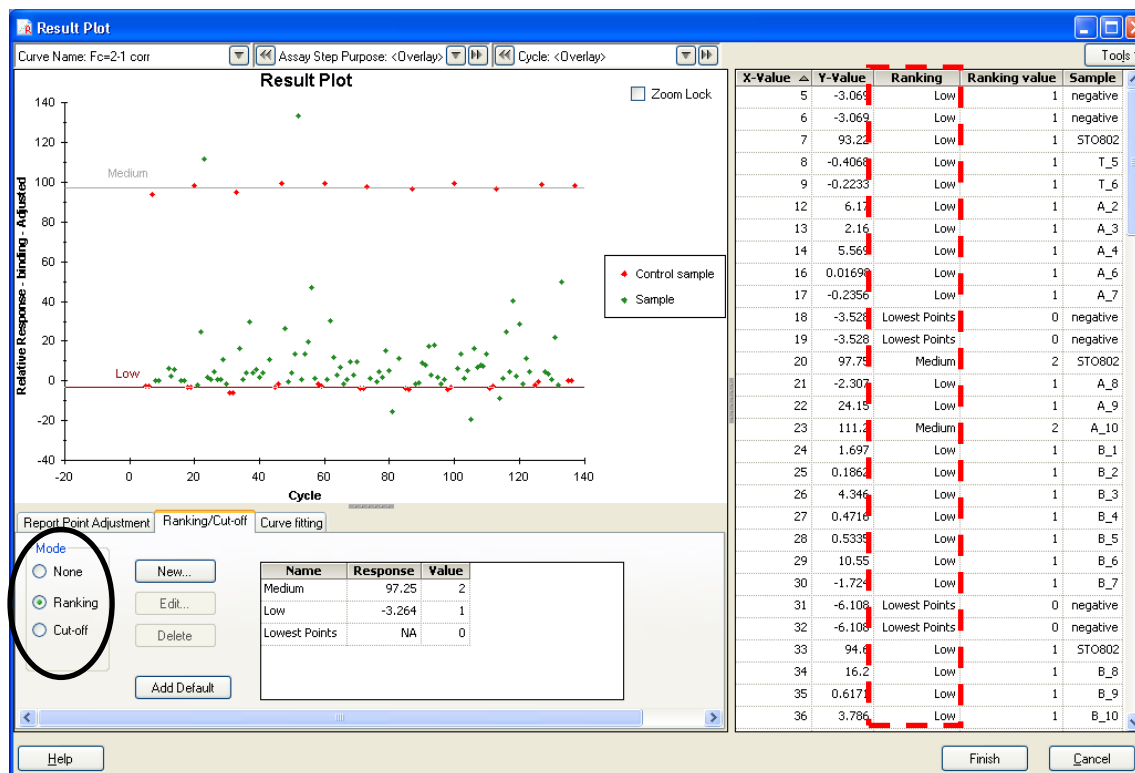 Result Plot
Curve Name: Fc=2-1 corr
Assay Step Purpose: <Overlay>
Cycle: <Overlay>
Tools
Result Plot
Zoom Lock
Relative Response - binding - Adjusted
140
120
100
80
60
40
20
0
-20
-40
Medium
Low
-20 0 20 40 60 80 100 120 140
Cycle
Control sample
Sample
Report Point Adjustment Ranking/Cut-off Curve fitting
Mode
None
Ranking
Cut-off
New...
Edit...
Delete
Add Default
Name Response Value
Medium 97.25 2
Low -3.264 1
Lowest Points NA 0
X-Value Y-Value Ranking Ranking value Sample
5 -3.069 Low 1 negative
6 -3.069 Low 1 negative
7 93.22 Low 1 STO802
8 -0.4068 Low 1 T_5
9 -0.2233 Low 1 T_6
12 6.17 Low 1 A_2
13 2.16 Low 1 A_3
14 5.569 Low 1 A_4
16 0.01698 Low 1 A_6
17 -0.2356 Low 1 A_7
18 -3.528 Lowest Points 0 negative
19 -3.528 Lowest Points 0 negative
20 97.75 Medium 2 STO802
21 -2.307 Low 1 A_8
22 24.15 Low 1 A_9
23 111.2 Medium 2 A_10
24 1.697 Low 1 B_1
25 0.1862 Low 1 B_2
26 4.346 Low 1 B_3
27 0.4716 Low 1 B_4
28 0.5335 Low 1 B_5
29 10.55 Low 1 B_6
30 -1.724 Low 1 B_7
31 -6.108 Lowest Points 0 negative
32 -6.108 Lowest Points 0 negative
33 94.6 Low 1 STO802
34 16.2 Low 1 B_8
35 0.6171 Low 1 B_9
36 3.786 Low 1 B_10
Help
Finish
Cancel